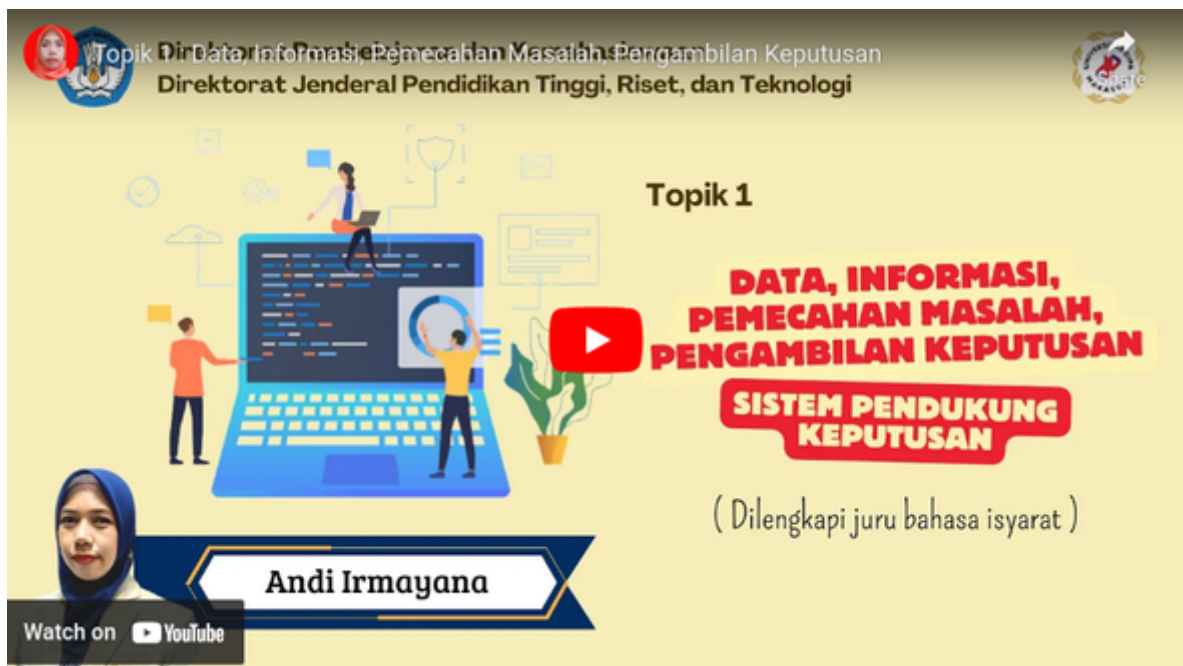 Topik 1 - Data, Informasi, Pemecahan Masalah, Pengambilan Keputusan
Direktorat Jenderal Pendidikan Tinggi, Riset, dan Teknologi
Share
Topik 1
DATA, INFORMASI,
PEMECAHAN MASALAH,
PENGAMBILAN KEPUTUSAN
SISTEM PENDUKUNG
KEPUTUSAN
( Dilengkapi juru bahasa isyarat )
Andi Irmayana
Watch on YouTube